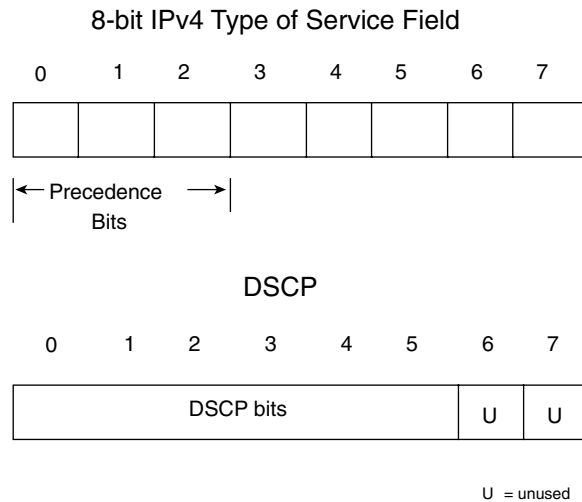 8-bit IPv4 Type of Service Field
0 1 2 3 4 5 6 7
Precedence
Bits
DSCP
0 1 2 3 4 5 6 7
DSCP bits U U
U = unused